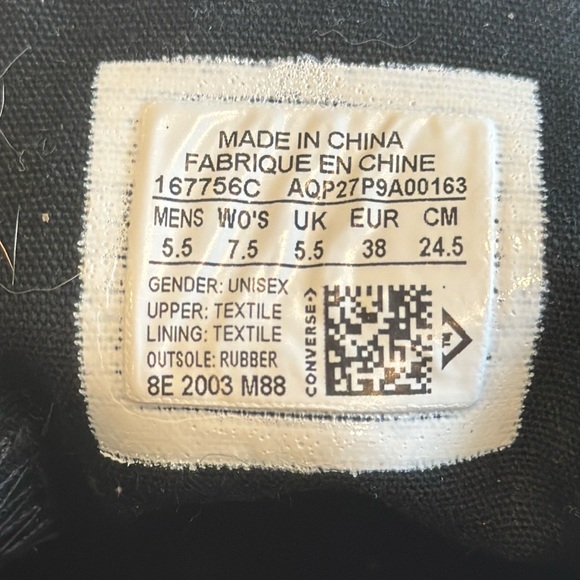 MADE IN CHINA
FABRIQUE EN CHINE
167756C AQP27P9A00163
MENS WO'S UK EUR CM
5.5 7.5 5.5 38 24.5
GENDER: UNISEX
UPPER: TEXTILE
LINING: TEXTILE
OUTSOLE: RUBBER
8E 2003 M88
CONVERSE